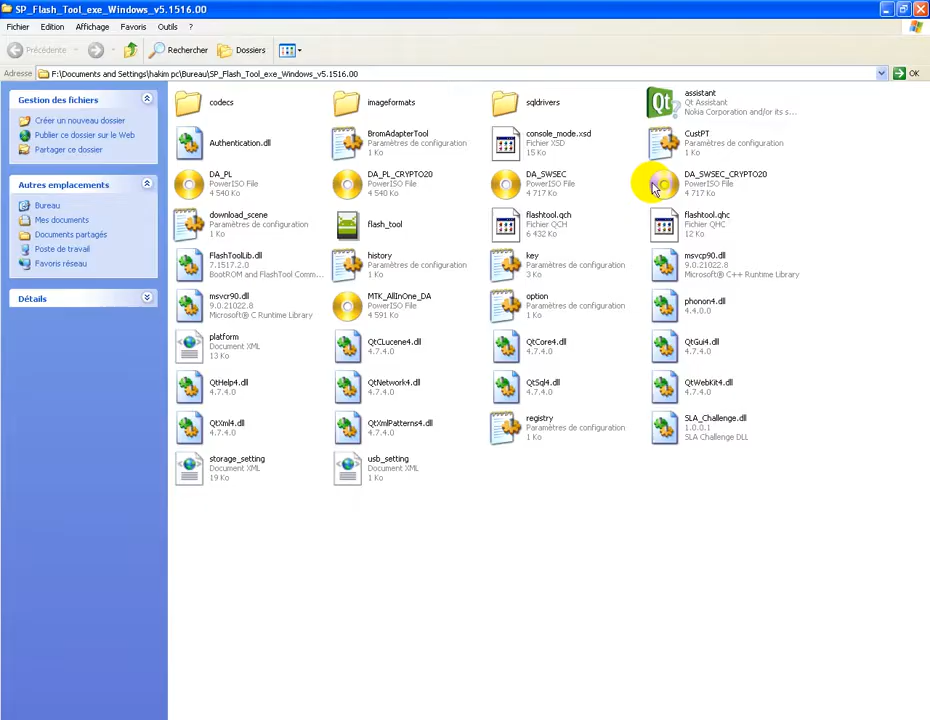 SP_Flash_Tool_exe_Windows_v5.1516.00
Fichier Edition Affichage Favoris Outils ?
Précédente Rechercher Dossiers
Adresse F:\Documents and Settings\hakim pc\Bureau\SP_Flash_Tool_exe_Windows_v5.1516.00 OK
Gestion des fichiers
Créer un nouveau dossier
Publier ce dossier sur le Web
Partager ce dossier
Autres emplacements
Bureau
Mes documents
Documents partagés
Poste de travail
Favoris réseau
Détails
codecs
imageformats
sqldrivers
assistant
Qt Assistant
Nokia Corporation and/or its s...
Authentication.dll
BromAdapterTool
Paramètres de configuration
1 Ko
console_mode.xsd
Fichier XSD
15 Ko
CustPT
Paramètres de configuration
1 Ko
DA_PL
PowerISO File
4 540 Ko
DA_PL_CRYPTO20
PowerISO File
4 540 Ko
DA_SWSEC
PowerISO File
4 717 Ko
DA_SWSEC_CRYPTO20
PowerISO File
4 717 Ko
download_scene
Paramètres de configuration
1 Ko
flash_tool
flashtool.qch
Fichier QCH
6 432 Ko
flashtool.qhc
Fichier QHC
12 Ko
FlashToolLib.dll
7.1517.2.0
BootROM and FlashTool Comm...
history
Paramètres de configuration
1 Ko
key
Paramètres de configuration
3 Ko
msvcp90.dll
9.0.21022.8
Microsoft® C++ Runtime Library
msvcr90.dll
9.0.21022.8
Microsoft® C Runtime Library
MTK_AllInOne_DA
PowerISO File
4 591 Ko
option
Paramètres de configuration
1 Ko
phonon4.dll
4.4.0.0
platform
Document XML
13 Ko
QtCLucene4.dll
4.7.4.0
QtCore4.dll
4.7.4.0
QtGui4.dll
4.7.4.0
QtHelp4.dll
4.7.4.0
QtNetwork4.dll
4.7.4.0
QtSql4.dll
4.7.4.0
QtWebKit4.dll
4.7.4.0
QtXml4.dll
4.7.4.0
QtXmlPatterns4.dll
4.7.4.0
registry
Paramètres de configuration
1 Ko
SLA_Challenge.dll
1.0.0.1
SLA Challenge DLL
storage_setting
Document XML
19 Ko
usb_setting
Document XML
1 Ko